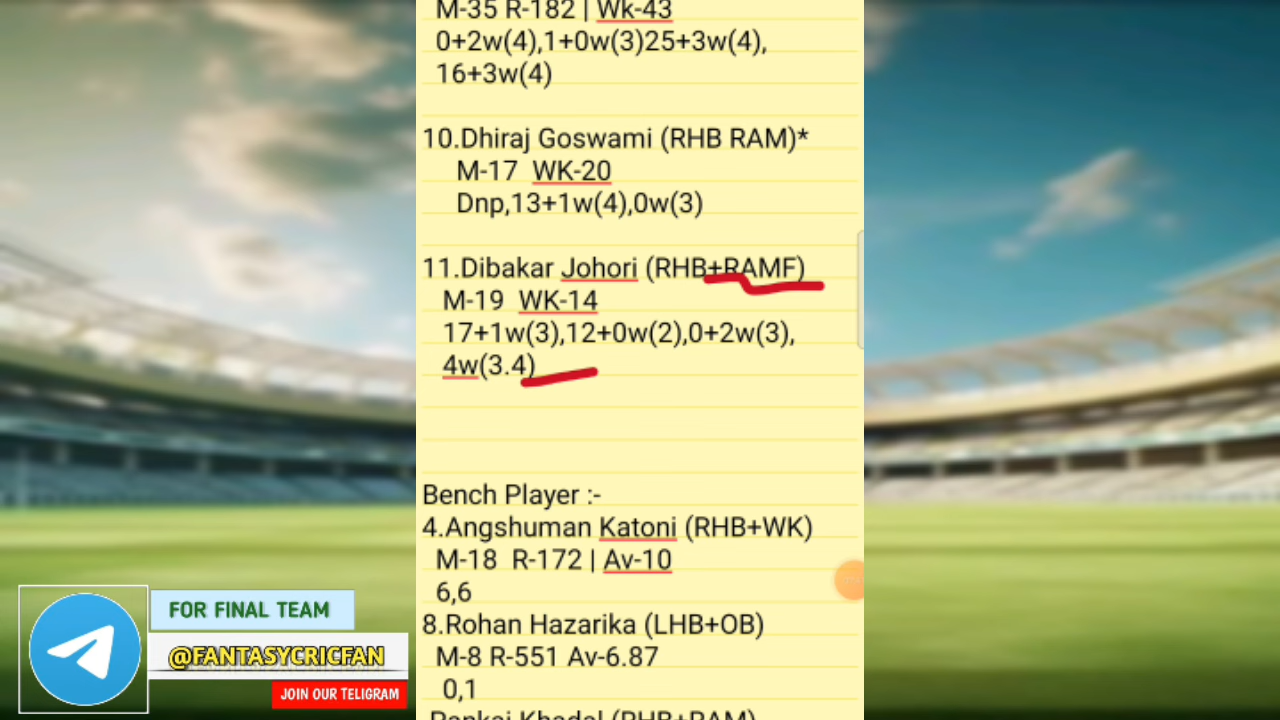 M-35 R-182 | Wk-43
0+2w(4),1+0w(3)25+3w(4),
16+3w(4)
10.Dhiraj Goswami (RHB RAM)*
M-17 WK-20
Dnp,13+1w(4),0w(3)
11.Dibakar Johori (RHB+RAMF)
M-19 WK-14
17+1w(3),12+0w(2),0+2w(3),
4w(3.4)
Bench Player :-
4.Angshuman Katoni (RHB+WK)
M-18 R-172 | Av-10
6,6
8.Rohan Hazarika (LHB+OB)
M-8 R-551 Av-6.87
0,1
Pankaj Khadal (RHB+RAM)
FOR FINAL TEAM
@FANTASYCRICFAN
JOIN OUR TELIGRAM